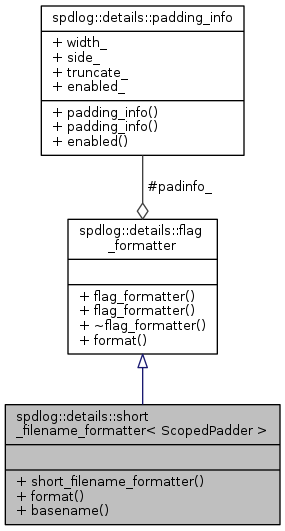 spdlog::details::padding_info
+ width_
+ side_
+ truncate_
+ enabled_
+ padding_info()
+ padding_info()
+ enabled()
#padinfo_
spdlog::details::flag
_formatter
+ flag_formatter()
+ flag_formatter()
+ ~flag_formatter()
+ format()
spdlog::details::short
_filename_formatter< ScopedPadder >
+ short_filename_formatter()
+ format()
+ basename()